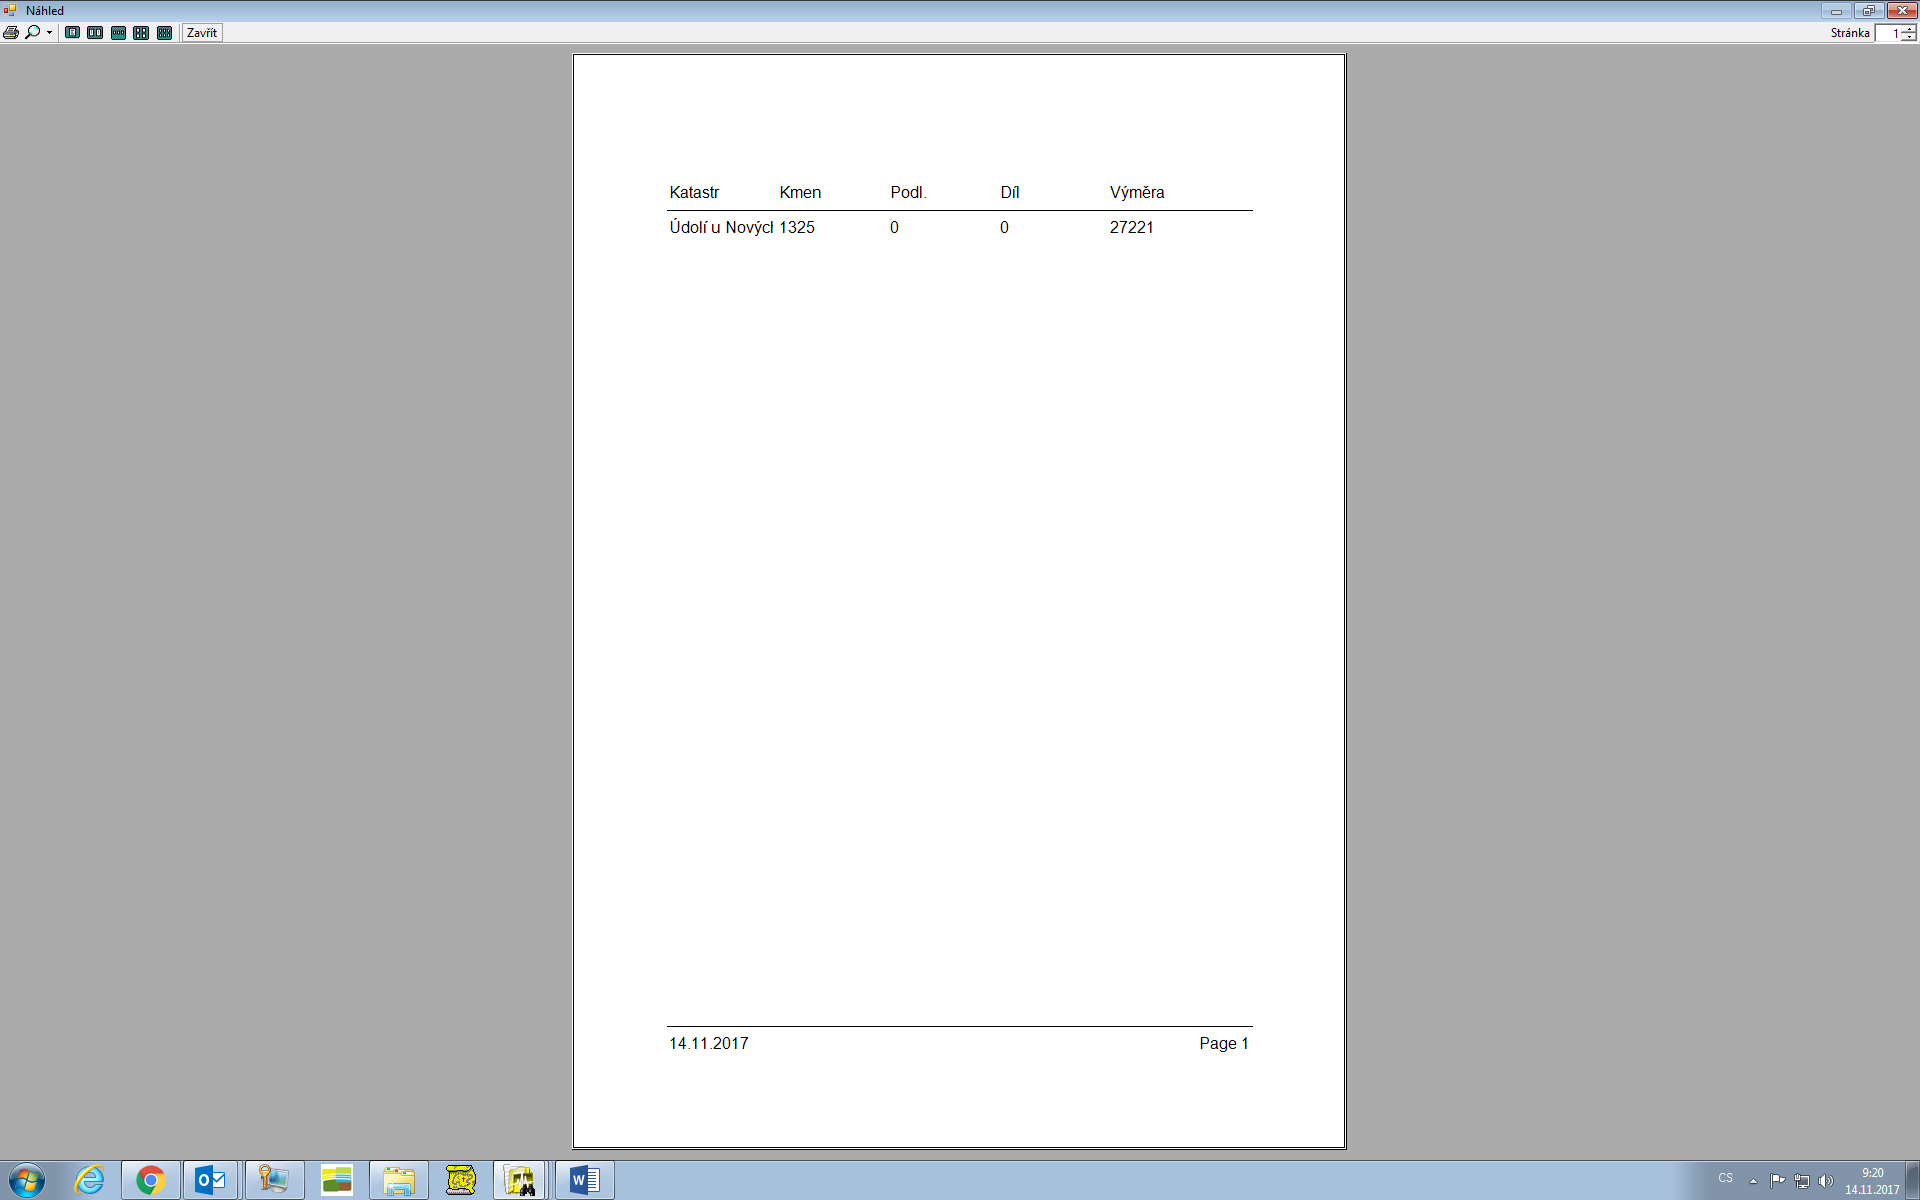 Náhled
Zavřít
Stránka 1
Katastr Kmen Podl. Díl Výměra
Údolí u Novýcl 1325 0 0 27221
14.11.2017 Page 1
CS
9:20
14.11.2017